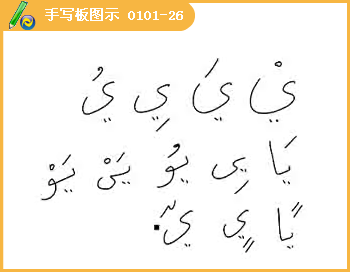 手写板图示 0101-26
يْ يَ يِ يُ
يَا يِى يُو يَىْ يَوْ
يًا يٍ يٌ